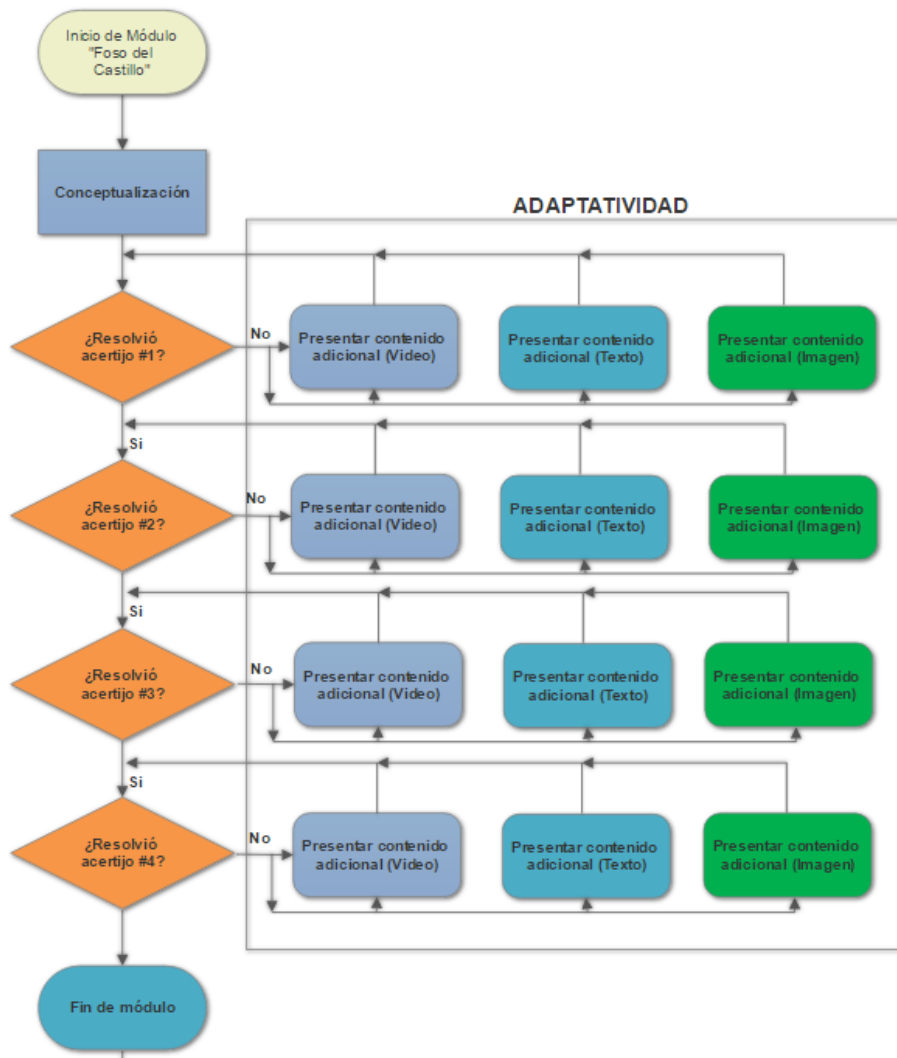 Inicio de Módulo
"Foso del
Castillo"
Conceptualización
ADAPTATIVIDAD
¿Resolvió
acertijo #1?
No
Presentar contenido
adicional (Video)
Presentar contenido
adicional (Texto)
Presentar contenido
adicional (Imagen)
Si
¿Resolvió
acertijo #2?
No
Presentar contenido
adicional (Video)
Presentar contenido
adicional (Texto)
Presentar contenido
adicional (Imagen)
Si
¿Resolvió
acertijo #3?
No
Presentar contenido
adicional (Video)
Presentar contenido
adicional (Texto)
Presentar contenido
adicional (Imagen)
Si
¿Resolvió
acertijo #4?
No
Presentar contenido
adicional (Video)
Presentar contenido
adicional (Texto)
Presentar contenido
adicional (Imagen)
Fin de módulo